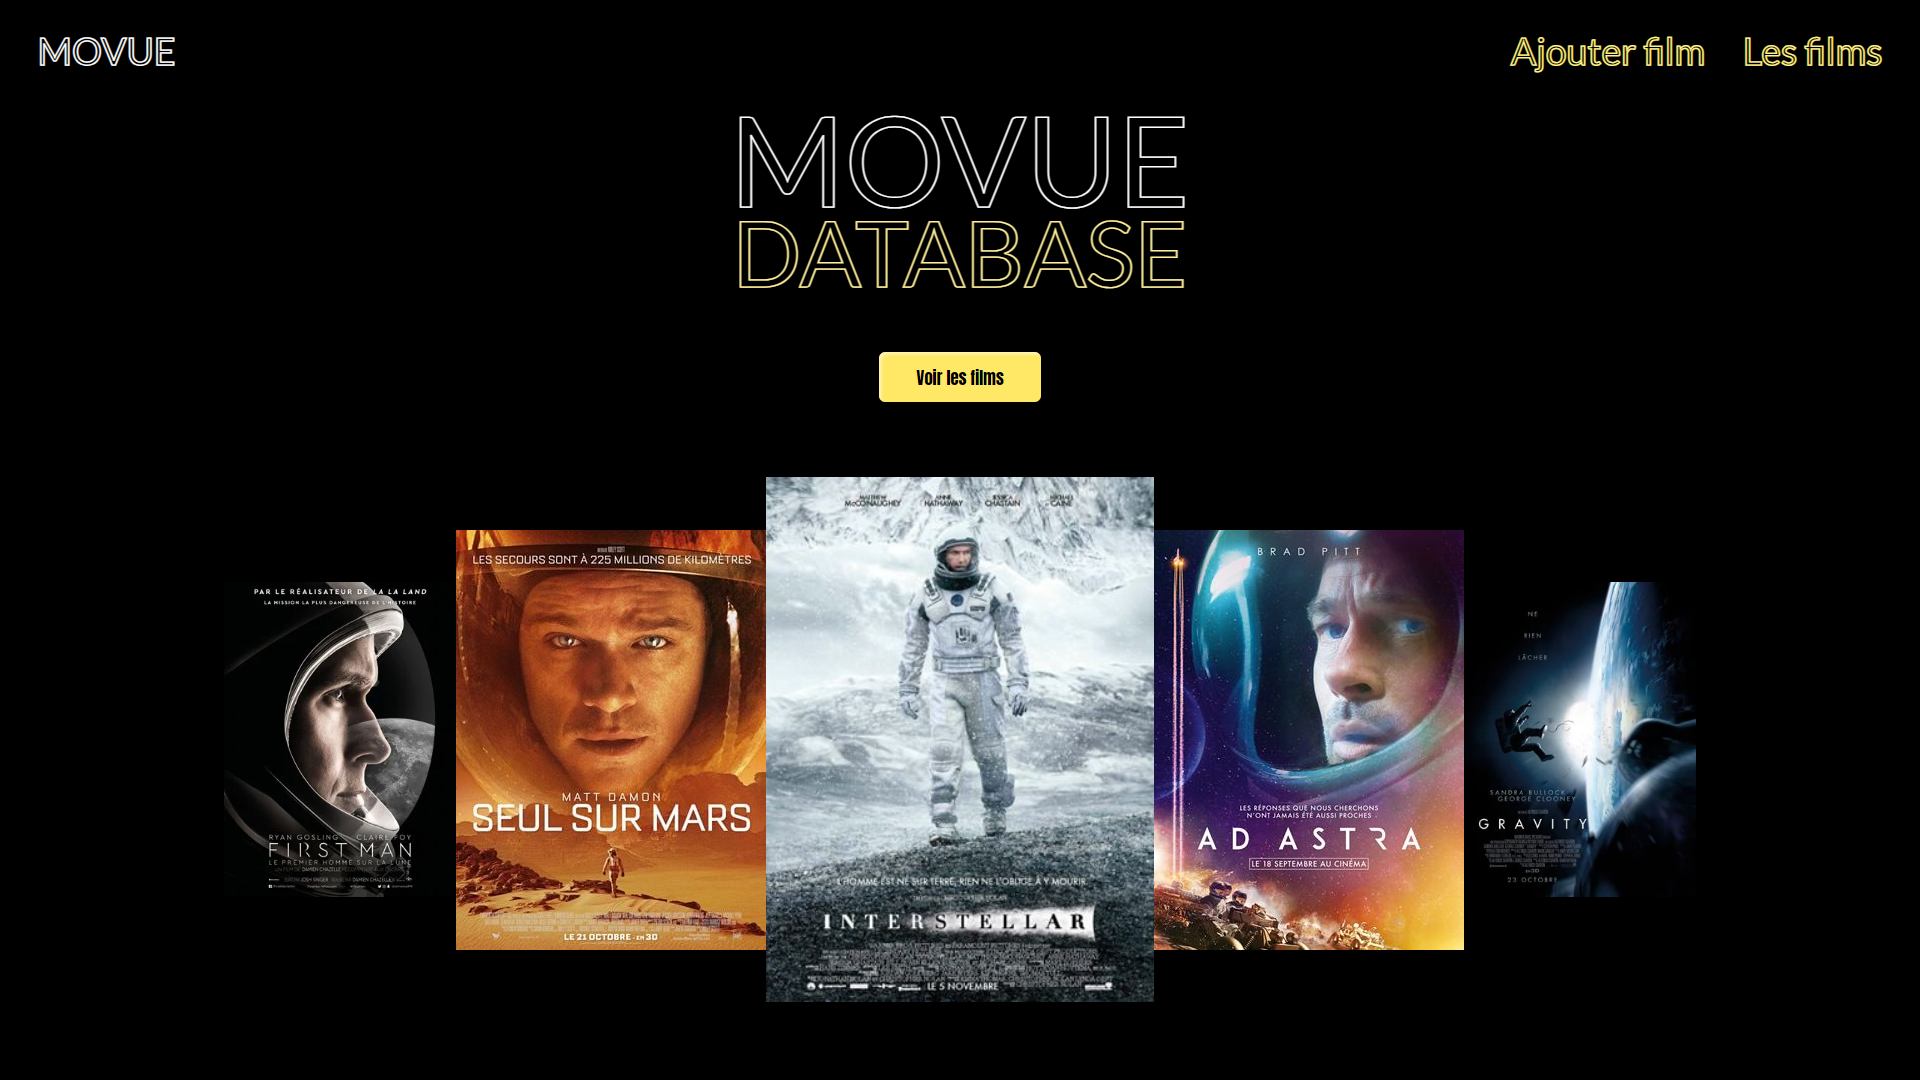 MOVUE
Ajouter film
Les films
MOVUE
DATABASE
Voir les films
PAR LE RÉALISATEUR DE LA LA LAND
LA MISSION LA PLUS DANGEREUSE DE L'HISTOIRE
RYAN GOSLING CLAIRE FOY
FIRST MAN
LE PREMIER HOMME SUR LA LUNE
LES SECOURS SONT À 225 MILLIONS DE KILOMÈTRES
MATT DAMON
SEUL SUR MARS
LE 21 OCTOBRE EN 3D
MATTHEW McCONAUGHEY
ANNE HATHAWAY
JESSICA CHASTAIN
MICHAEL CAINE
L'HOMME EST NÉ SUR TERRE, RIEN NE L'OBLIGE À Y MOURIR.
INTERSTELLAR
LE 5 NOVEMBRE
BRAD PITT
LES RÉPONSES QUE NOUS CHERCHONS
N'ONT JAMAIS ÉTÉ AUSSI PROCHES
AD ASTRA
LE 18 SEPTEMBRE AU CINÉMA
NE
RIEN
LÂCHER
SANDRA BULLOCK
GEORGE CLOONEY
GRAVITY
23 OCTOBRE